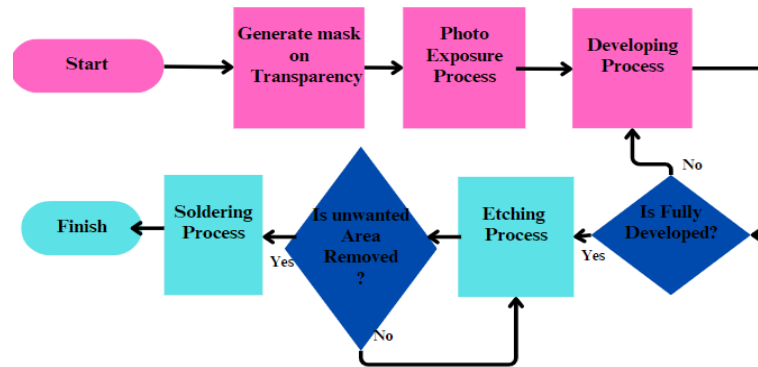 Start
Generate mask
on
Transparency
Photo
Exposure
Process
Developing
Process
No
Is Fully
Developed?
Yes
Etching
Process
Is unwanted
Area
Removed
?
No
Yes
Soldering
Process
Finish